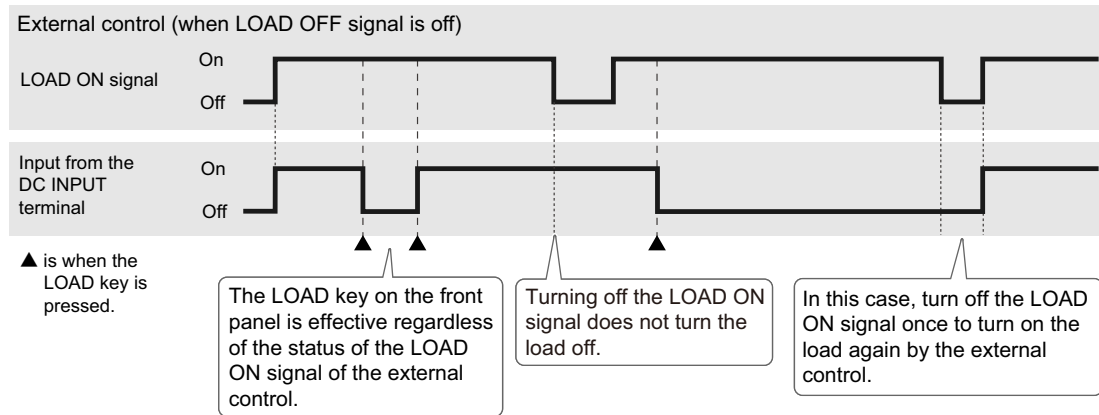 External control (when LOAD OFF signal is off)
On
LOAD ON signal
Off
Input from the
DC INPUT
terminal
On
Off
▲ is when the
LOAD key is
pressed.
The LOAD key on the front
panel is effective regardless
of the status of the LOAD
ON signal of the external
control.
Turning off the LOAD ON
signal does not turn the
load off.
In this case, turn off the LOAD
ON signal once to turn on the
load again by the external
control.